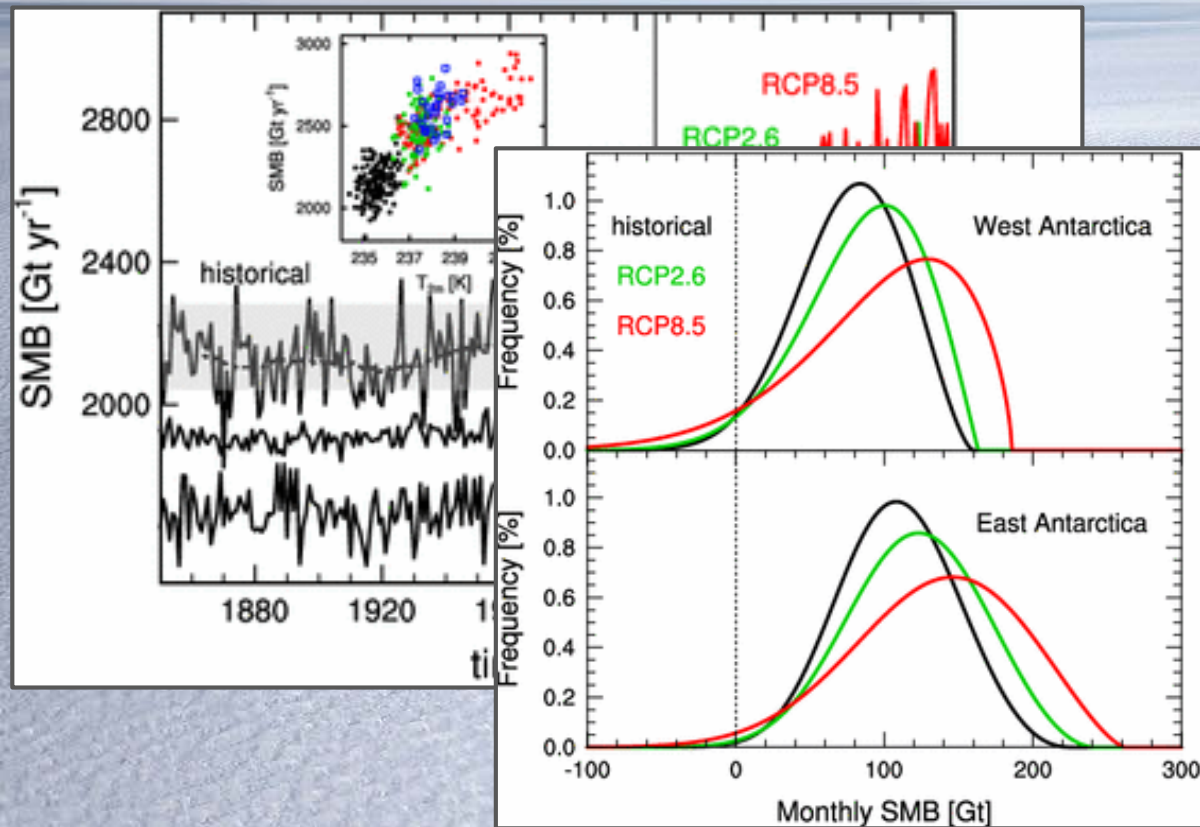 SMB [Gt yr-1]
2800
2400
2000
1880
1920
historical
RCP8.5
RCP2.6
SMB [Gt yr-1]
3000
2500
2000
235
237
239
[K]
Frequency [%]
1.0
0.8
0.6
0.4
0.2
0.0
historical
RCP2.6
RCP8.5
West Antarctica
Frequency [%]
1.0
0.8
0.6
0.4
0.2
0.0
East Antarctica
-100
0
100
200
300
Monthly SMB [Gt]